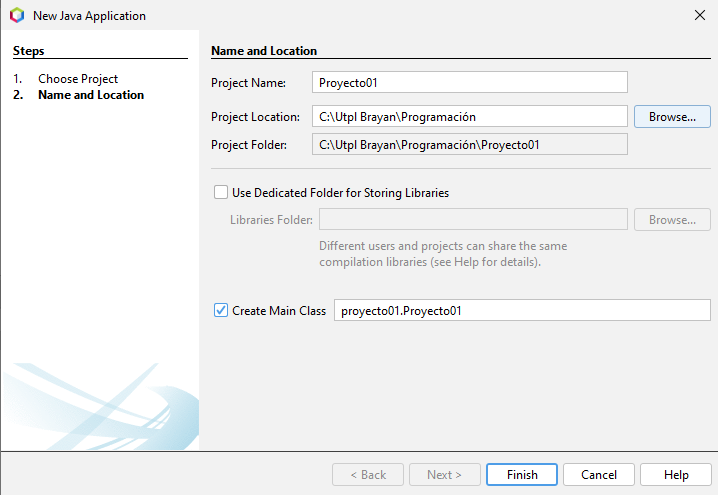 New Java Application
Steps
1. Choose Project
2. Name and Location
Name and Location
Project Name: Proyecto01
Project Location: C:\Utpl Brayan\Programación Browse...
Project Folder: C:\Utpl Brayan\Programación\Proyecto01
Use Dedicated Folder for Storing Libraries
Libraries Folder: Browse...
Different users and projects can share the same
compilation libraries (see Help for details).
Create Main Class proyecto01.Proyecto01
< Back Next > Finish Cancel Help